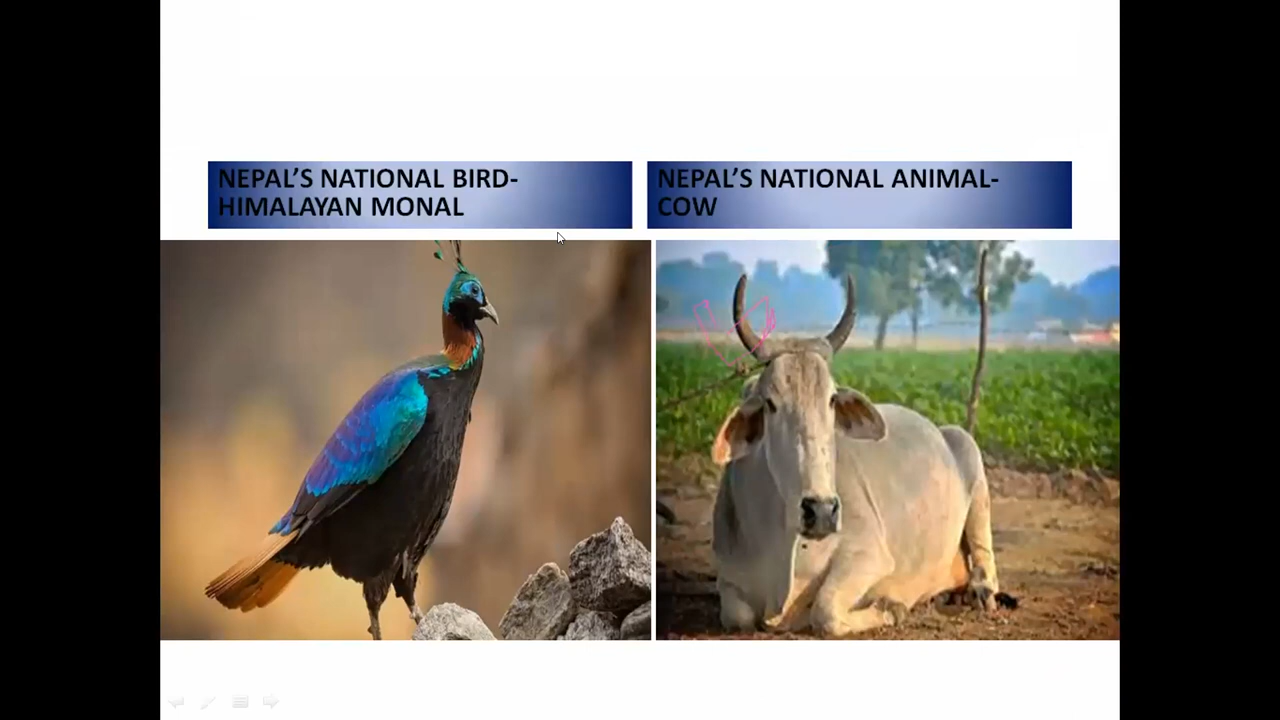 NEPAL’S NATIONAL BIRD-
HIMALAYAN MONAL
NEPAL’S NATIONAL ANIMAL-
COW